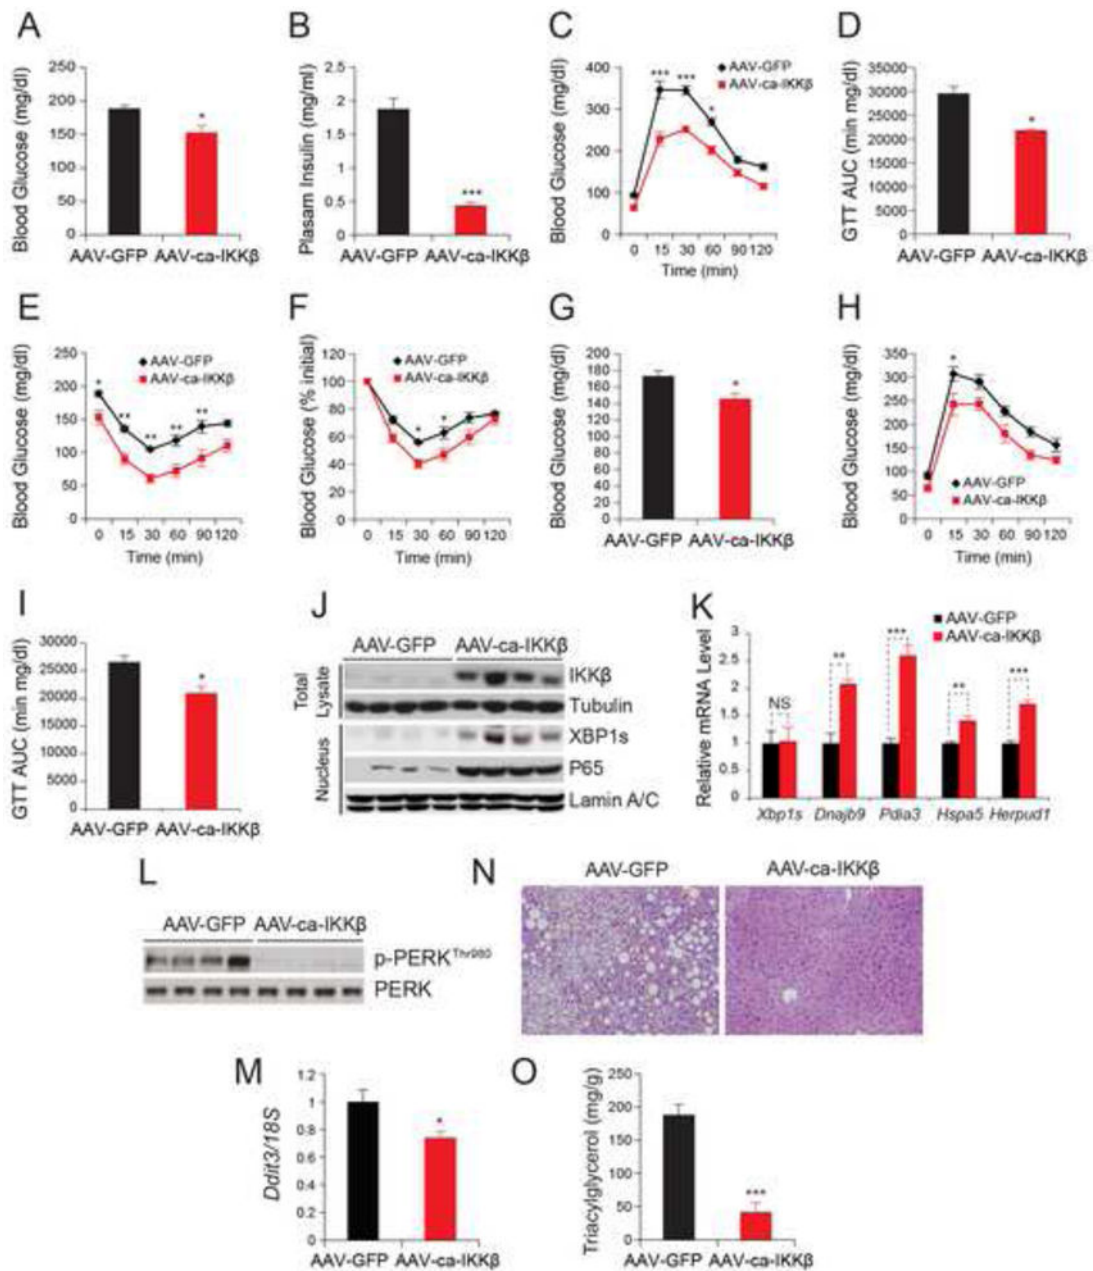 A
Blood Glucose (mg/dl)
250
200
150
100
50
0
*
AAV-GFP AAV-ca-IKKβ
B
Plasam Insulin (mg/ml)
2.5
2
1.5
1
0.5
0
***
AAV-GFP AAV-ca-IKKβ
C
Blood Glucose (mg/dl)
400
300
200
100
0
*** *** *
AAV-GFP
AAV-ca-IKKβ
0 15 30 60 90 120
Time (min)
D
GTT AUC (min mg/dl)
35000
30000
25000
20000
15000
10000
5000
0
*
AAV-GFP AAV-ca-IKKβ
E
Blood Glucose (mg/dl)
250
200
150
100
50
0
* ** ** ** **
AAV-GFP
AAV-ca-IKKβ
0 15 30 60 90 120
Time (min)
F
Blood Glucose (% initial)
120
100
80
60
40
20
0
* *
AAV-GFP
AAV-ca-IKKβ
0 15 30 60 90 120
Time (min)
G
Blood Glucose (mg/dl)
200
180
160
140
120
100
80
60
40
20
0
*
AAV-GFP AAV-ca-IKKβ
H
Blood Glucose (mg/dl)
350
300
250
200
150
100
50
0
*
AAV-GFP
AAV-ca-IKKβ
0 15 30 60 90 120
Time (min)
I
GTT AUC (min mg/dl)
30000
25000
20000
15000
10000
5000
0
*
AAV-GFP AAV-ca-IKKβ
J
AAV-GFP AAV-ca-IKKβ
Total Lysate
IKKβ
Tubulin
Nucleus
XBP1s
P65
Lamin A/C
K
AAV-GFP
AAV-ca-IKKβ
Relative mRNA Level
3
2.5
2
1.5
1
0.5
0
NS ** *** ** ***
Xbp1s Dnajb9 Pdia3 Hspa5 Herpud1
L
AAV-GFP AAV-ca-IKKβ
p-PERKThr980
PERK
N
AAV-GFP AAV-ca-IKKβ
M
Ddit3/18S
1.2
1
0.8
0.6
0.4
0.2
0
*
AAV-GFP AAV-ca-IKKβ
O
Triacylglycerol (mg/g)
250
200
150
100
50
0
***
AAV-GFP AAV-ca-IKKβ